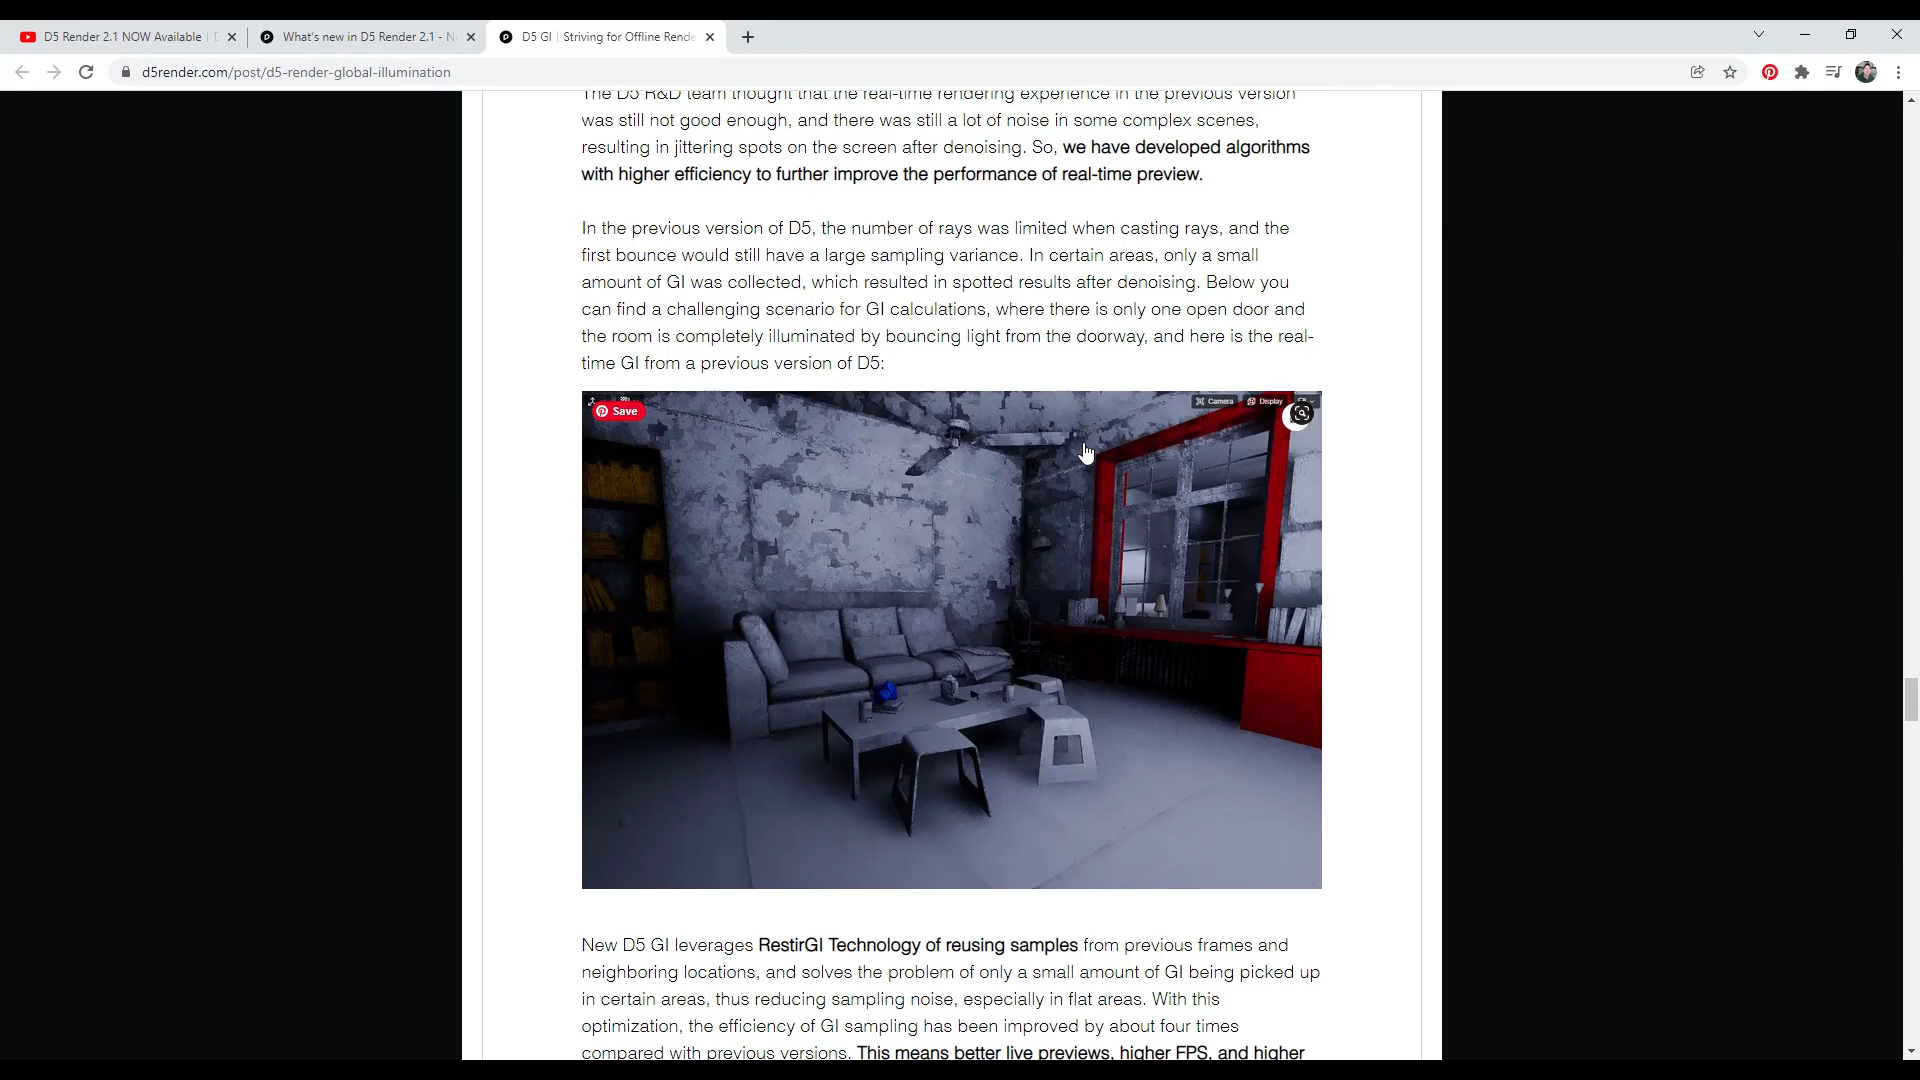 D5 Render 2.1 NOW Available
What's new in D5 Render 2.1 -
D5 GI | Striving for Offline Rende
d5render.com/post/d5-render-global-illumination
The D5 R&D team thought that the real-time rendering experience in the previous version
was still not good enough, and there was still a lot of noise in some complex scenes,
resulting in jittering spots on the screen after denoising. So, we have developed algorithms
with higher efficiency to further improve the performance of real-time preview.
In the previous version of D5, the number of rays was limited when casting rays, and the
first bounce would still have a large sampling variance. In certain areas, only a small
amount of GI was collected, which resulted in spotted results after denoising. Below you
can find a challenging scenario for GI calculations, where there is only one open door and
the room is completely illuminated by bouncing light from the doorway, and here is the real-
time GI from a previous version of D5:
Save
Camera
Display
New D5 GI leverages RestirGI Technology of reusing samples from previous frames and
neighboring locations, and solves the problem of only a small amount of GI being picked up
in certain areas, thus reducing sampling noise, especially in flat areas. With this
optimization, the efficiency of GI sampling has been improved by about four times
compared with previous versions. This means better live previews, higher FPS, and higher